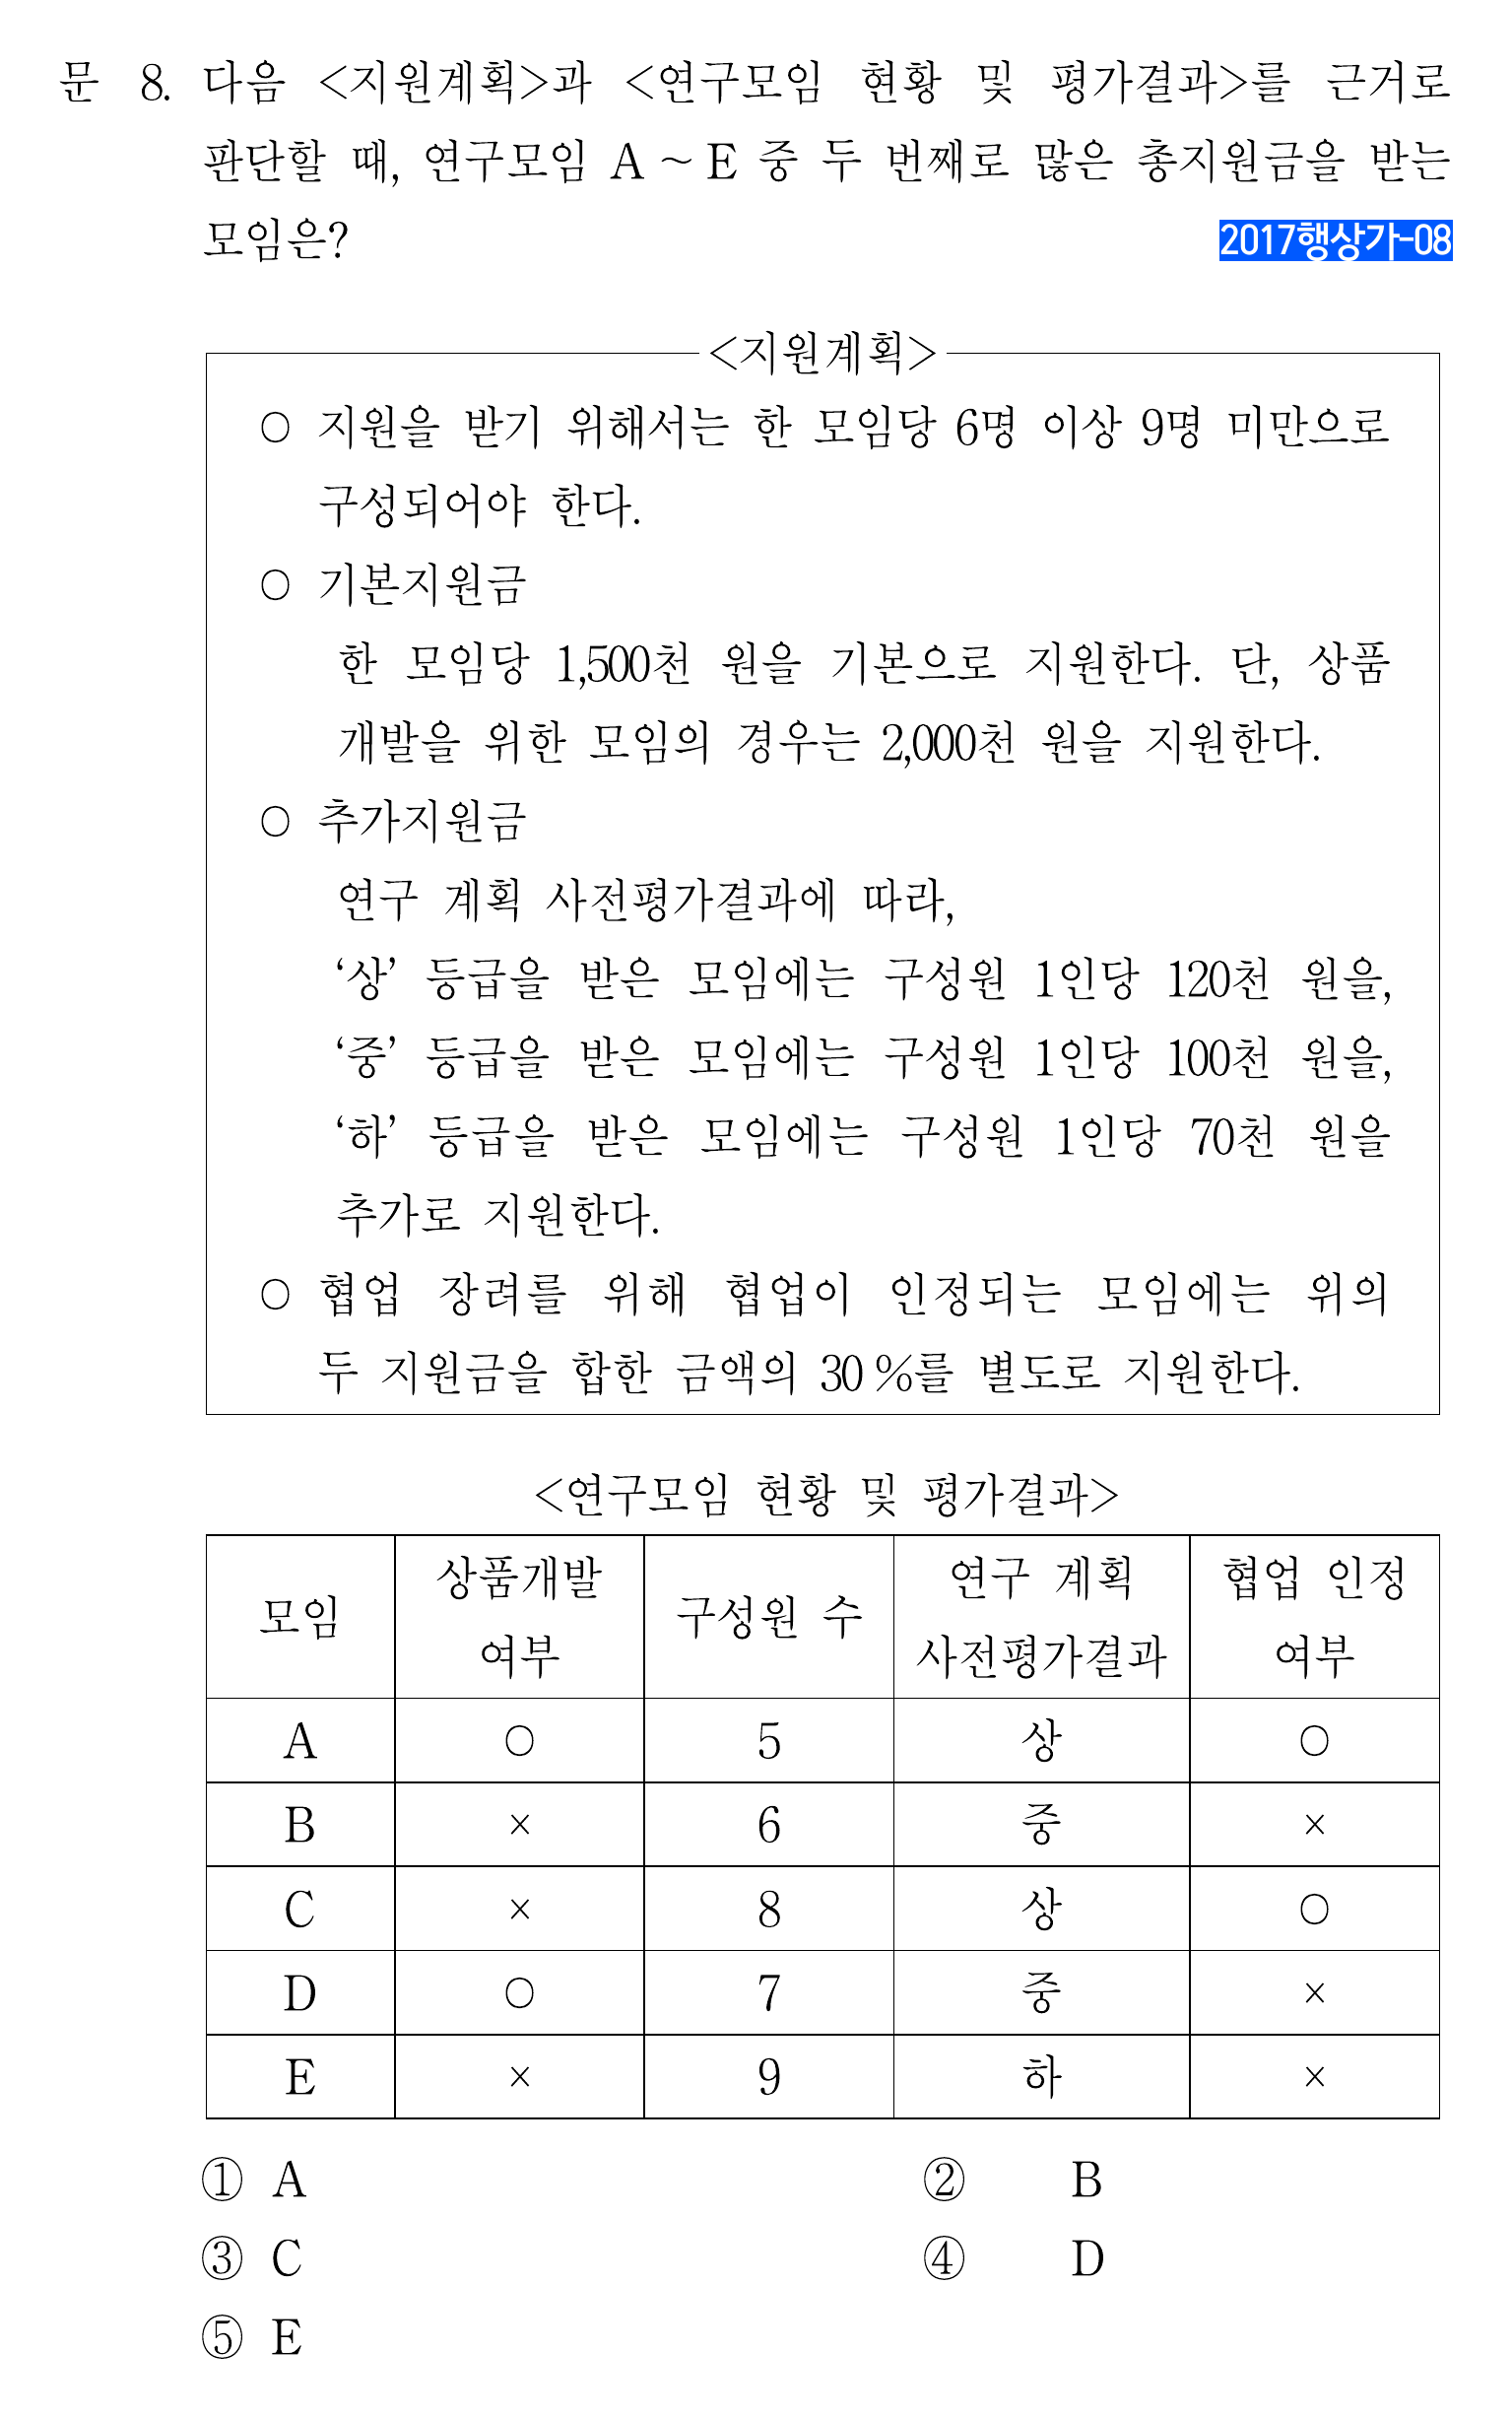 문 8. 다음 <지원계획>과 <연구모임 현황 및 평가결과>를 근거로
판단할 때, 연구모임 A ~ E 중 두 번째로 많은 총지원금을 받는
모임은?
2017행상가-08
<지원계획>
○ 지원을 받기 위해서는 한 모임당 6명 이상 9명 미만으로
구성되어야 한다.
○ 기본지원금
한 모임당 1,500천 원을 기본으로 지원한다. 단, 상품
개발을 위한 모임의 경우는 2,000천 원을 지원한다.
○ 추가지원금
연구 계획 사전평가결과에 따라,
‘상’ 등급을 받은 모임에는 구성원 1인당 120천 원을,
‘중’ 등급을 받은 모임에는 구성원 1인당 100천 원을,
‘하’ 등급을 받은 모임에는 구성원 1인당 70천 원을
추가로 지원한다.
○ 협업 장려를 위해 협업이 인정되는 모임에는 위의
두 지원금을 합한 금액의 30 %를 별도로 지원한다.
<연구모임 현황 및 평가결과>
모임 상품개발 여부 구성원 수 연구 계획 사전평가결과 협업 인정 여부
A ○ 5 상 ○
B × 6 중 ×
C × 8 상 ○
D ○ 7 중 ×
E × 9 하 ×
① A ② B
③ C ④ D
⑤ E